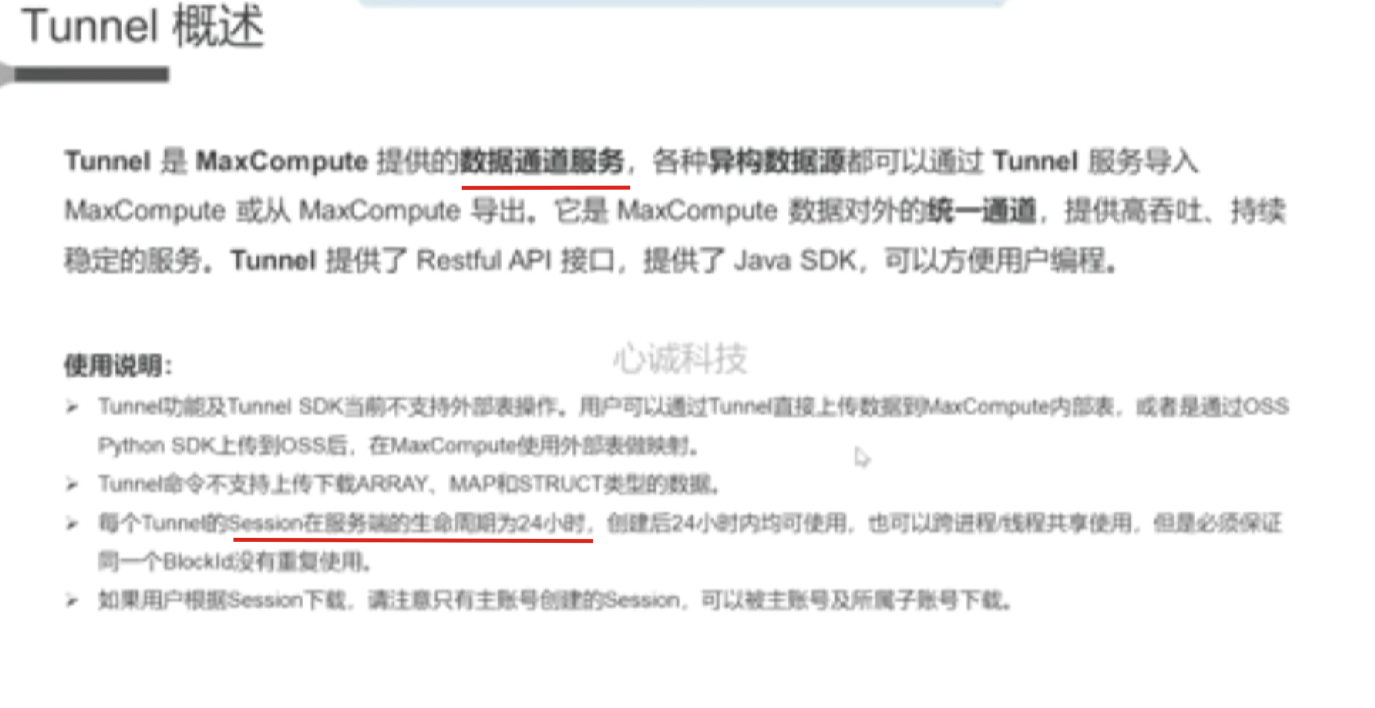 Tunnel 概述
Tunnel 是 MaxCompute 提供的数据通道服务，各种异构数据源都可以通过 Tunnel 服务导入
MaxCompute 或从 MaxCompute 导出。它是 MaxCompute 数据对外的统一通道，提供高吞吐、持续
稳定的服务。Tunnel 提供了 Restful API 接口，提供了 Java SDK，可以方便用户编程。
心诚科技
使用说明：
➢ Tunnel功能及Tunnel SDK当前不支持外部表操作。用户可以通过Tunnel直接上传数据到MaxCompute内部表，或者是通过OSS
Python SDK上传到OSS后，在MaxCompute使用外部表做映射。
➢ Tunnel命令不支持上传下载ARRAY、MAP和STRUCT类型的数据。
➢ 每个Tunnel的Session在服务端的生命周期为24小时，创建后24小时内均可使用，也可以跨进程/线程共享使用，但是必须保证
同一个BlockId没有重复使用。
➢ 如果用户根据Session下载，请注意只有主账号创建的Session，可以被主账号及所属子账号下载。